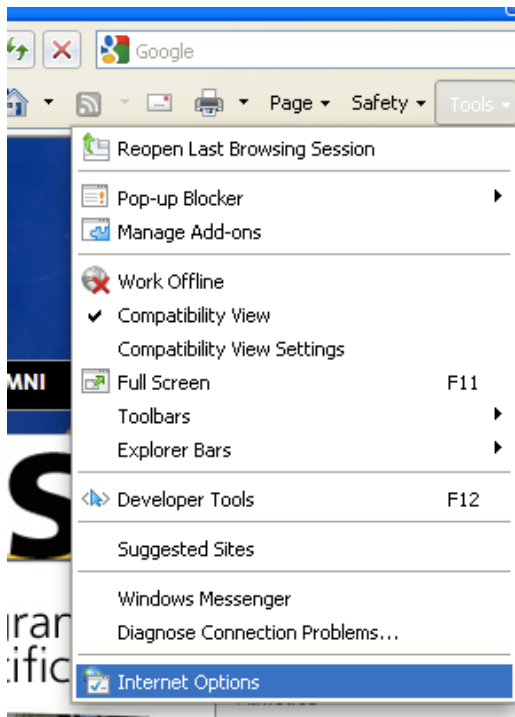 Google
Page Safety Tools
Reopen Last Browsing Session
Pop-up Blocker
Manage Add-ons
Work Offline
Compatibility View
Compatibility View Settings
MNI Full Screen F11
Toolbars
Explorer Bars
S
Developer Tools F12
Suggested Sites
Windows Messenger
gran
Diagnose Connection Problems...
tific
Internet Options